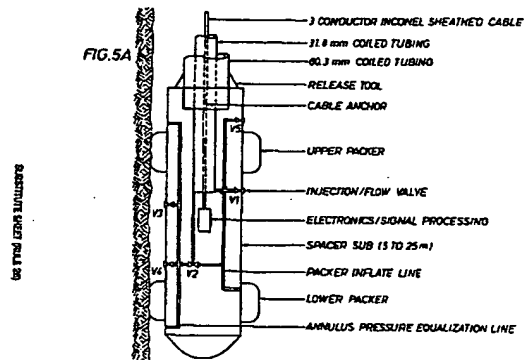 FIG.5A
3 CONDUCTOR INCONEL SHEATHED CABLE
31.8 mm COILED TUBING
60.3 mm COILED TUBING
RELEASE TOOL
CABLE ANCHOR
V5
UPPER PACKER
INJECTION/FLOW VALVE
V1
ELECTRONICS/SIGNAL PROCESSING
V3
SPACER SUB (5 TO 25m)
V4
V2
PACKER INFLATE LINE
LOWER PACKER
ANNULUS PRESSURE EQUALIZATION LINE
SUBSTITUTE SHEET (RULE 26)